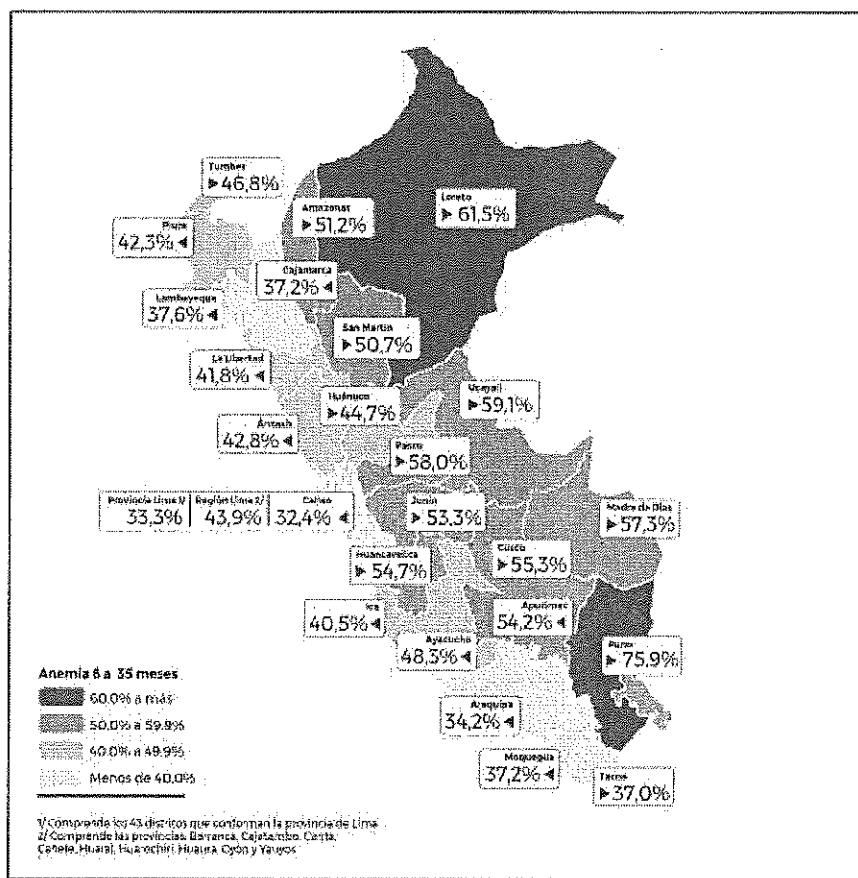 Tumbes
46,8%
Piura
42,3%
Amazonas
51,2%
Loreto
61,5%
Cajamarca
37,2%
Lambayeque
37,6%
San Martín
50,7%
La Libertad
41,8%
Huánuco
44,7%
Ucayali
59,1%
Áncash
42,8%
Pasco
58,0%
Provincia Lima 1/ Región Lima 2/ Callao
33,3% 43,9% 32,4%
Junín
53,3%
Madre de Dios
57,3%
Huancavelica
54,7%
Cusco
55,3%
Ica
40,5%
Apurímac
54,2%
Ayacucho
48,3%
Puno
75,9%
Arequipa
34,2%
Moquegua
37,2%
Tacna
37,0%
Anemia 6 a 35 meses
60.0% a más
50.0% a 59.9%
40.0% a 49.9%
Menos de 40.0%
1/ Comprende los 43 distritos que conforman la provincia de Lima
2/ Comprende las provincias: Barranca, Cajatambo, Canta,
Cañete, Huaral, Huarochirí, Huaura, Oyón y Yauyos